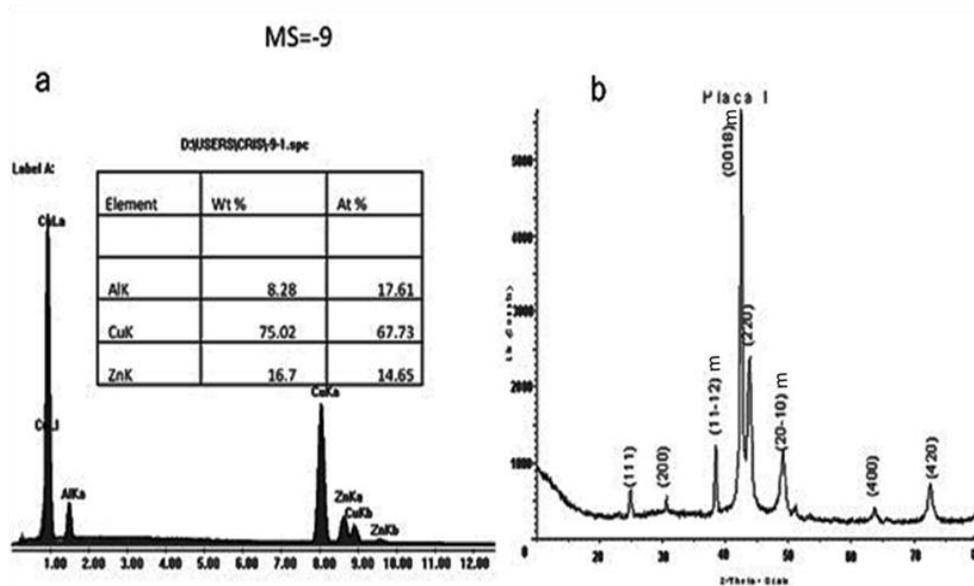 MS=-9
a
D:\USERS\CRIS\-9-1.spc
Label A:
Element Wt % At %
AlK 8.28 17.61
CuK 75.02 67.73
ZnK 16.7 14.65
CuLa
AlKa
CuKa
ZnKa
CuKb
ZnKb
1.00 2.00 3.00 4.00 5.00 6.00 7.00 8.00 9.00 10.00 11.00 12.00
b
Placa 1
5000
4000
3000
2000
1000
(111)
(200)
(11-12) m
(0018) m
(220)
(20-10) m
(400)
(420)
20 30 40 50 60 70 80
2-Theta - Scale